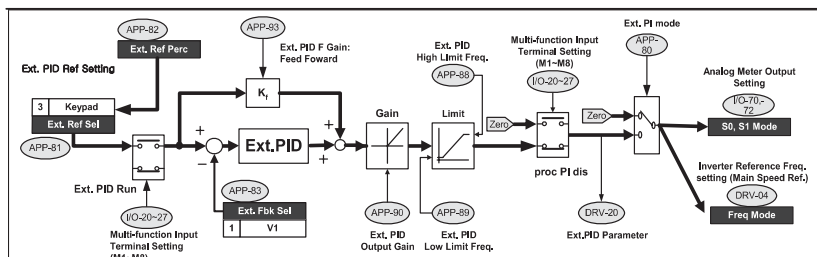 APP-82
Ext. Ref Perc
Ext. PID Ref Setting
3 Keypad
Ext. Ref Sel
APP-81
Ext. PID Run
I/O-20~27
Multi-function Input
Terminal Setting
(M1~M8)
APP-93
Ext. PID F Gain:
Feed Foward
Kf
+
−
Ext.PID
+
+
APP-83
Ext. Fbk Sel
1 V1
Gain
APP-90
Ext. PID
Output Gain
Ext. PID
High Limit Freq.
APP-88
Limit
APP-89
Ext. PID
Low Limit Freq.
Multi-function Input
Terminal Setting
(M1~M8)
I/O-20~27
Zero
proc PI dis
DRV-20
Ext.PID Parameter
Ext. PI mode
APP-
80
Zero
Analog Meter Output
Setting
I/O-70,-
72
S0, S1 Mode
Inverter Reference Freq.
setting (Main Speed Ref.)
DRV-04
Freq Mode